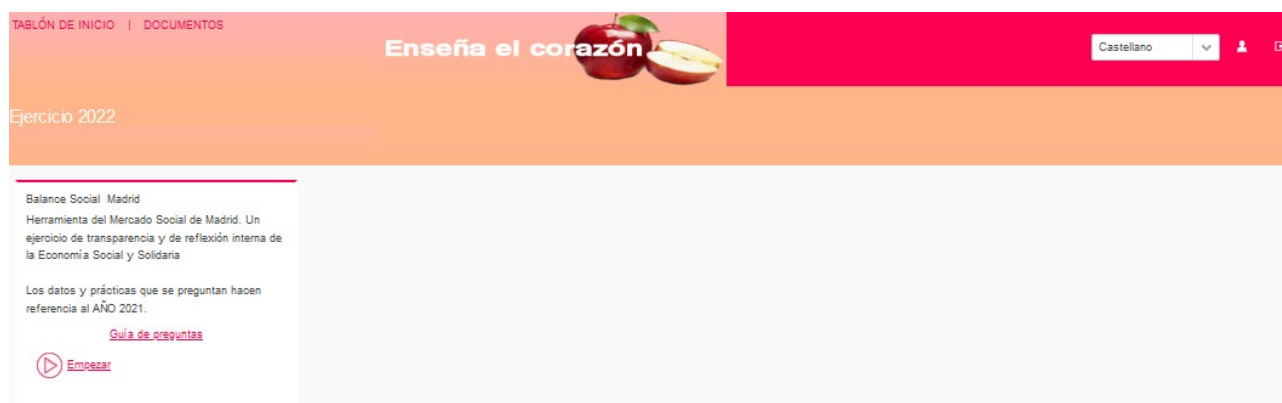 TABLÓN DE INICIO | DOCUMENTOS
Enseña el corazón
Castellano
Ejercicio 2022
Balance Social Madrid
Herramienta del Mercado Social de Madrid. Un
ejercicio de transparencia y de reflexión interna de
la Economía Social y Solidaria
Los datos y prácticas que se preguntan hacen
referencia al AÑO 2021.
Guía de preguntas
Empezar